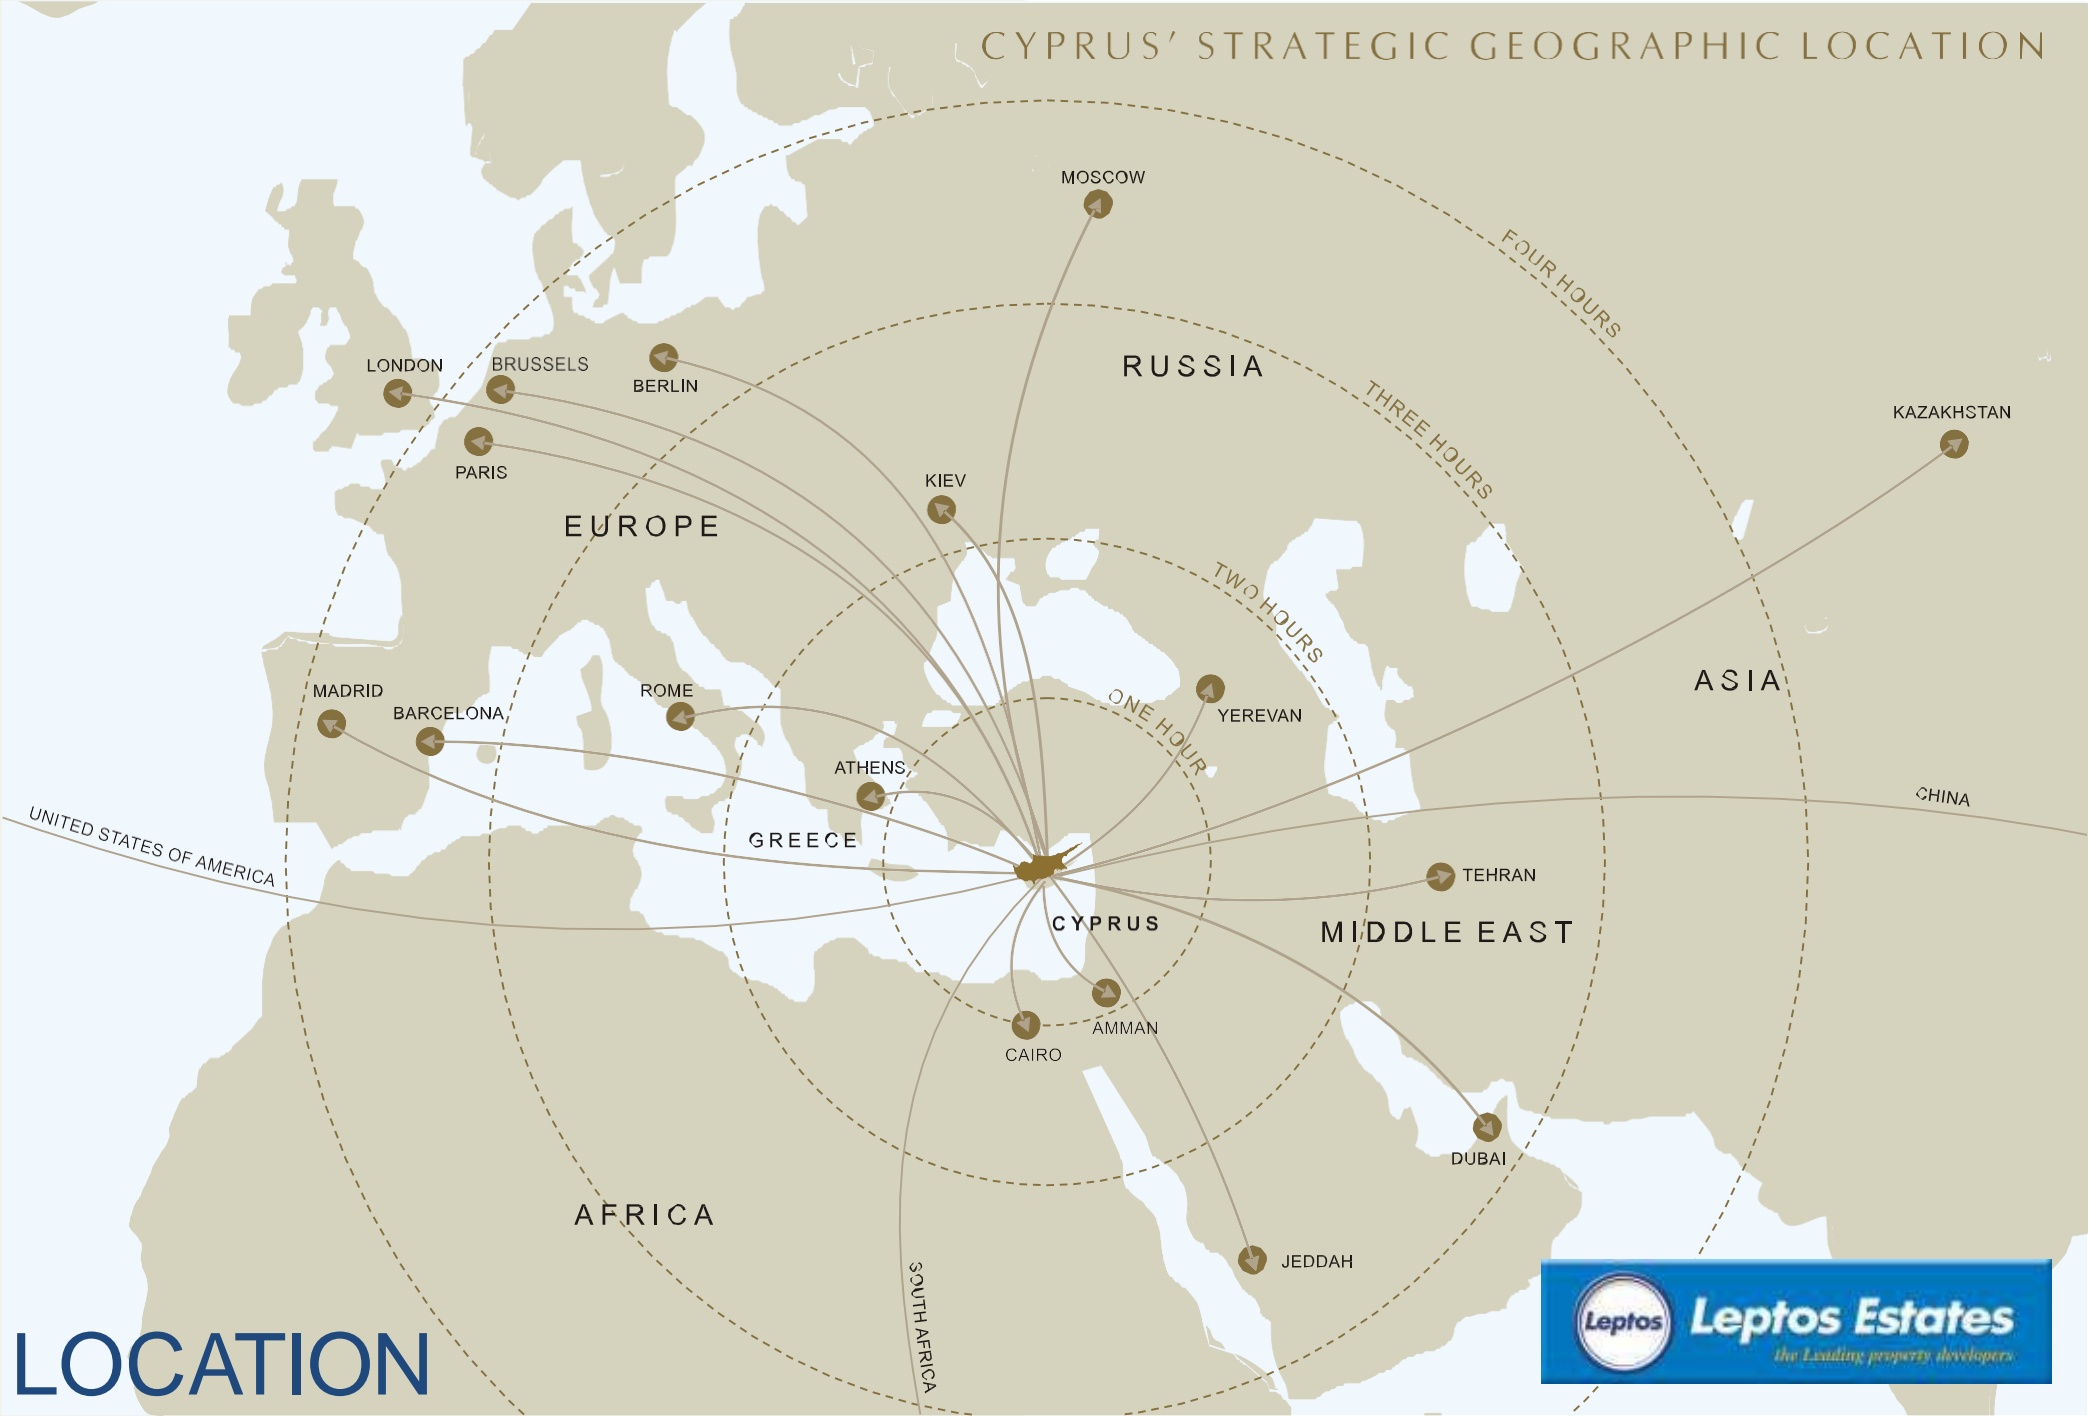 CYPRUS' STRATEGIC GEOGRAPHIC LOCATION
MOSCOW
FOUR HOURS
LONDON
BRUSSELS
BERLIN
RUSSIA
THREE HOURS
KAZAKHSTAN
PARIS
KIEV
EUROPE
TWO HOURS
ASIA
MADRID
BARCELONA
ROME
ONE HOUR
YEREVAN
ATHENS
UNITED STATES OF AMERICA
GREECE
CHINA
TEHRAN
CYPRUS
MIDDLE EAST
AMMAN
CAIRO
DUBAI
AFRICA
JEDDAH
SOUTH AFRICA
LOCATION
Leptos
Leptos Estates
the Leading property developers